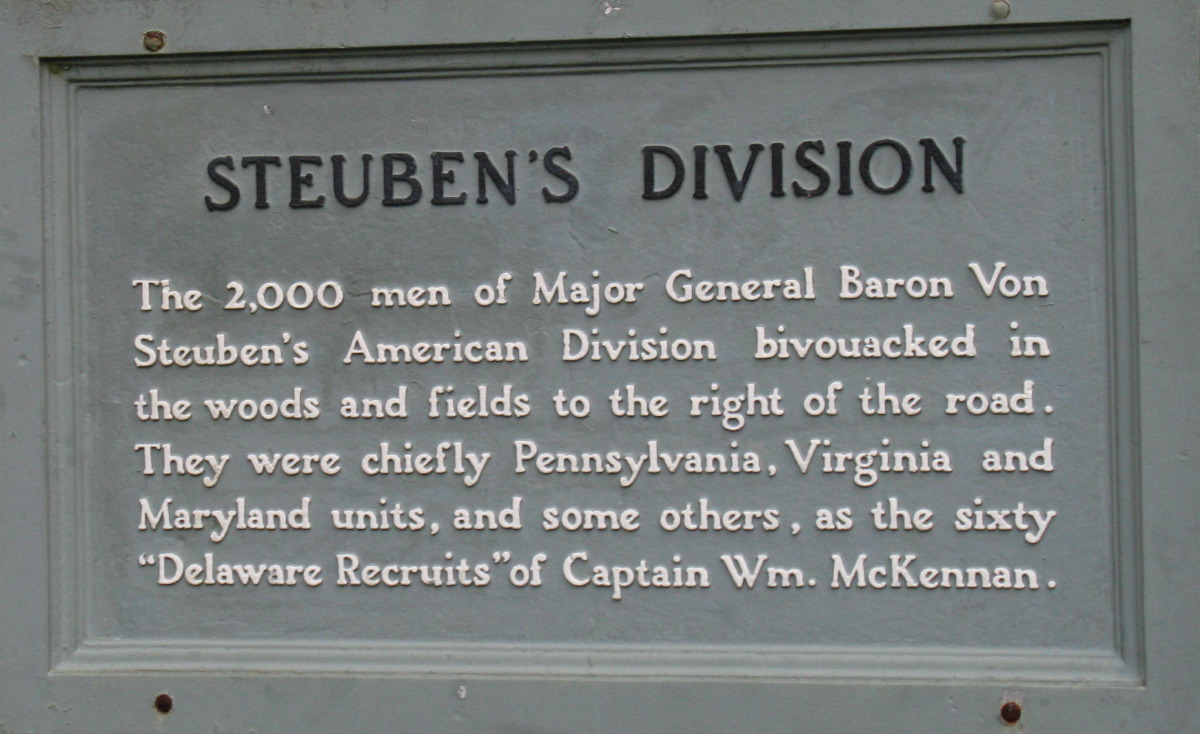 STEUBEN'S DIVISION
The 2,000 men of Major General Baron Von
Steuben's American Division bivouacked in
the woods and fields to the right of the road.
They were chiefly Pennsylvania, Virginia and
Maryland units, and some others, as the sixty
“Delaware Recruits” of Captain Wm. McKennan.